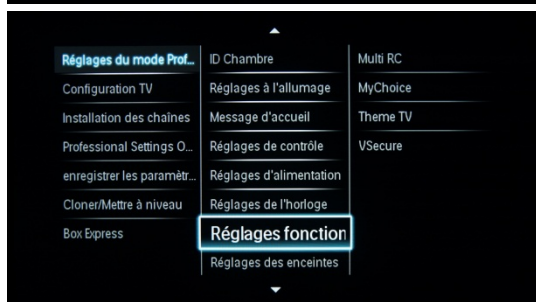 Réglages du mode Prof...
Configuration TV
Installation des chaînes
Professional Settings O...
enregistrer les paramètr...
Cloner/Mettre à niveau
Box Express
ID Chambre
Réglages à l'allumage
Message d'accueil
Réglages de contrôle
Réglages d'alimentation
Réglages de l'horloge
Réglages fonction
Réglages des enceintes
Multi RC
MyChoice
Theme TV
VSecure